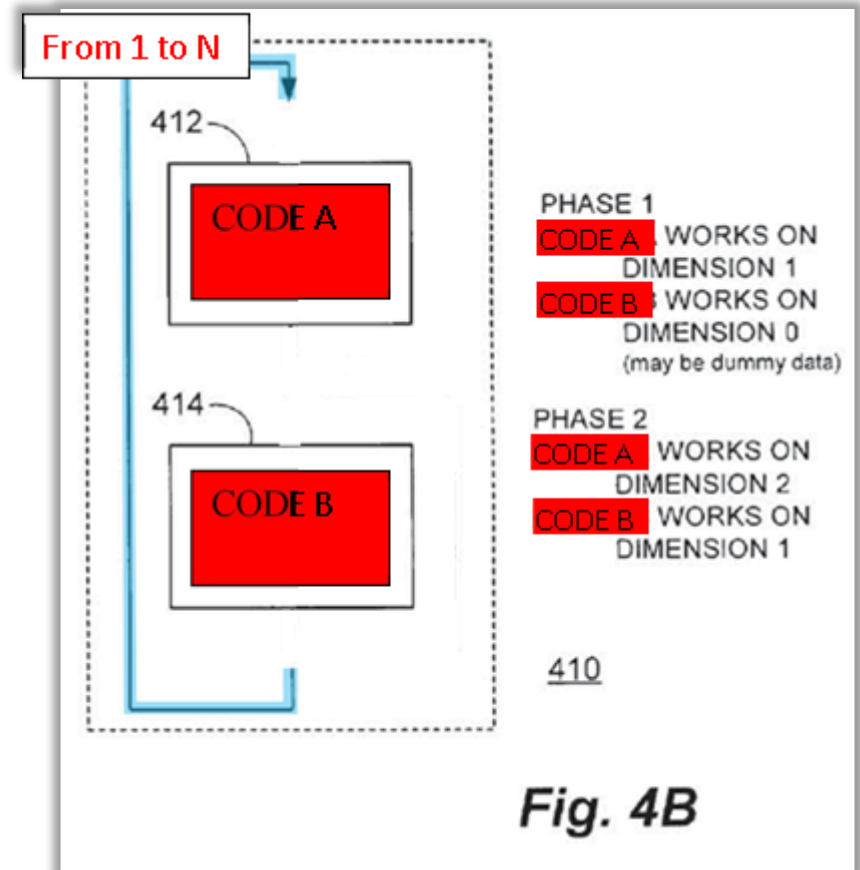 From 1 to N
412
CODE A
414
CODE B
PHASE 1
CODE A WORKS ON
DIMENSION 1
CODE B WORKS ON
DIMENSION 0
(may be dummy data)
PHASE 2
CODE A WORKS ON
DIMENSION 2
CODE B WORKS ON
DIMENSION 1
410
Fig. 4B